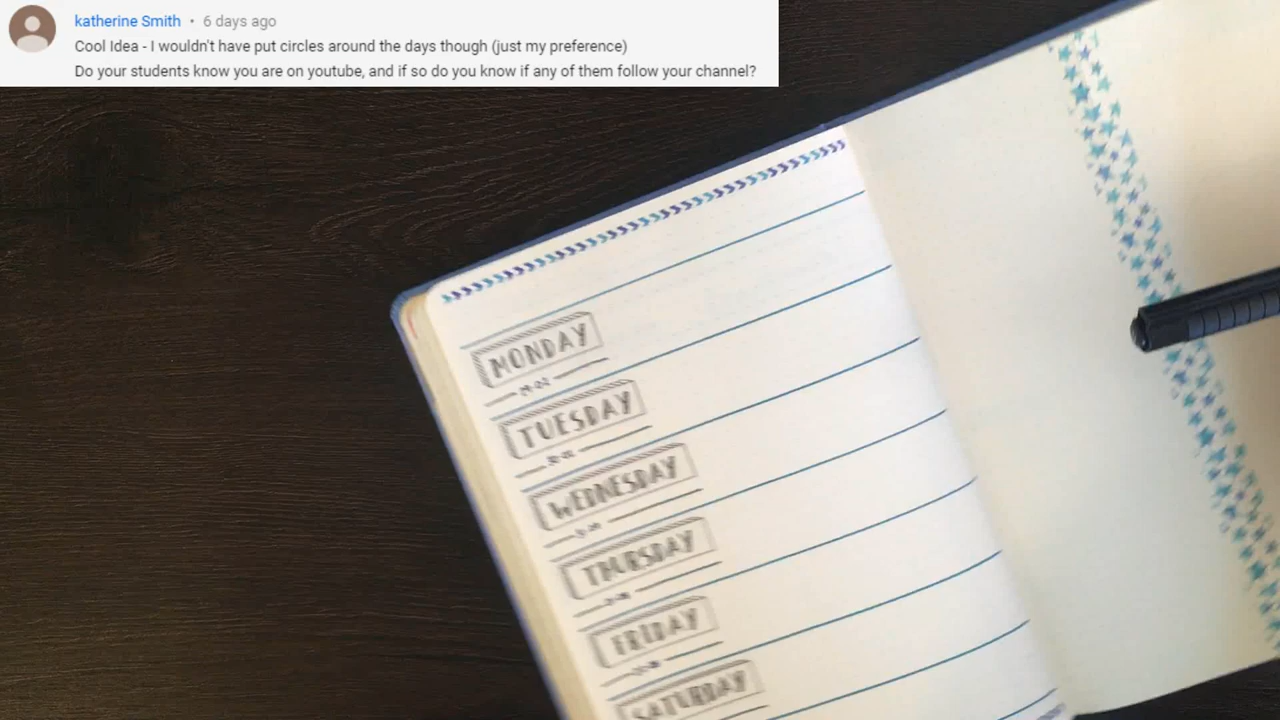 katherine Smith • 6 days ago
Cool Idea - I wouldn't have put circles around the days though (just my preference)
Do your students know you are on youtube, and if so do you know if any of them follow your channel?
MONDAY
TUESDAY
WEDNESDAY
THURSDAY
FRIDAY
SATURDAY